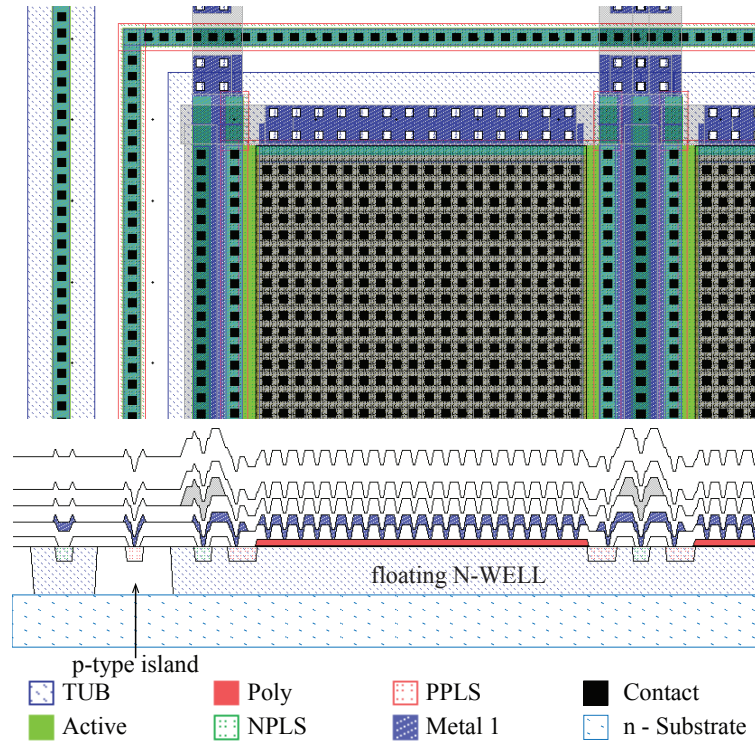 floating N-WELL
p-type island
TUB
Poly
PPLS
Contact
Active
NPLS
Metal 1
n - Substrate